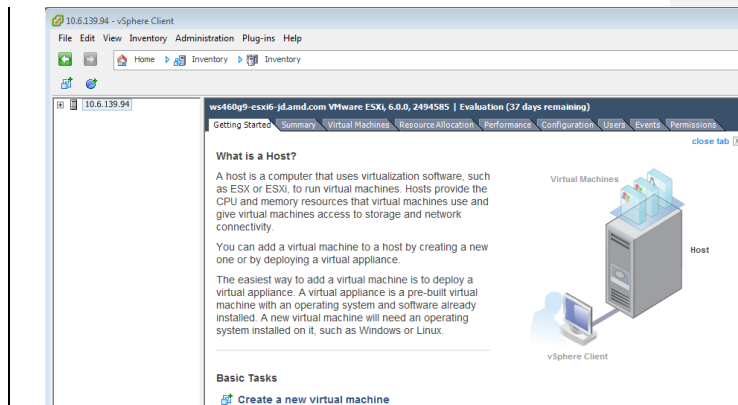 10.6.139.94 - vSphere Client
File Edit View Inventory Administration Plug-ins Help
Home Inventory Inventory
10.6.139.94
ws460g9-esxi6-jd.amd.com VMware ESXi, 6.0.0, 2494585 | Evaluation (37 days remaining)
Getting Started Summary Virtual Machines Resource Allocation Performance Configuration Users Events Permissions
close tab
What is a Host?
A host is a computer that uses virtualization software, such
as ESX or ESXi, to run virtual machines. Hosts provide the
CPU and memory resources that virtual machines use and
give virtual machines access to storage and network
connectivity.
You can add a virtual machine to a host by creating a new
one or by deploying a virtual appliance.
The easiest way to add a virtual machine is to deploy a
virtual appliance. A virtual appliance is a pre-built virtual
machine with an operating system and software already
installed. A new virtual machine will need an operating
system installed on it, such as Windows or Linux.
Virtual Machines
Host
vSphere Client
Basic Tasks
Create a new virtual machine